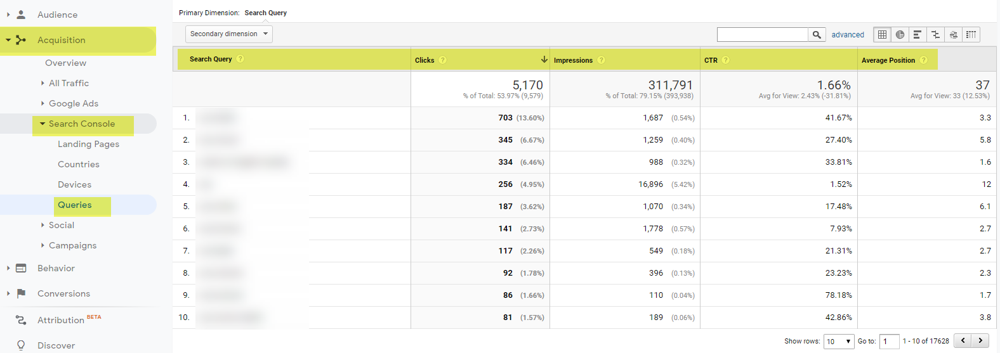 Audience
Acquisition
Overview
All Traffic
Google Ads
Search Console
Landing Pages
Countries
Devices
Queries
Social
Campaigns
Behavior
Conversions
Attribution BETA
Discover
Primary Dimension: Search Query
Secondary dimension
advanced
Search Query ? Clicks ? Impressions ? CTR ? Average Position ?
5,170 311,791 1.66% 37
% of Total: 53.97% (9,579) % of Total: 79.15% (393,938) Avg for View: 2.43% (-31.81%) Avg for View: 33 (12.53%)
1. 703 (13.60%) 1,687 (0.54%) 41.67% 3.3
2. 345 (6.67%) 1,259 (0.40%) 27.40% 5.8
3. 334 (6.46%) 988 (0.32%) 33.81% 1.6
4. 256 (4.95%) 16,896 (5.42%) 1.52% 12
5. 187 (3.62%) 1,070 (0.34%) 17.48% 6.1
6. 141 (2.73%) 1,778 (0.57%) 7.93% 2.7
7. 117 (2.26%) 549 (0.18%) 21.31% 2.7
8. 92 (1.78%) 396 (0.13%) 23.23% 2.3
9. 86 (1.66%) 110 (0.04%) 78.18% 1.7
10. 81 (1.57%) 189 (0.06%) 42.86% 3.8
Show rows: 10 Go to: 1 1 - 10 of 17628